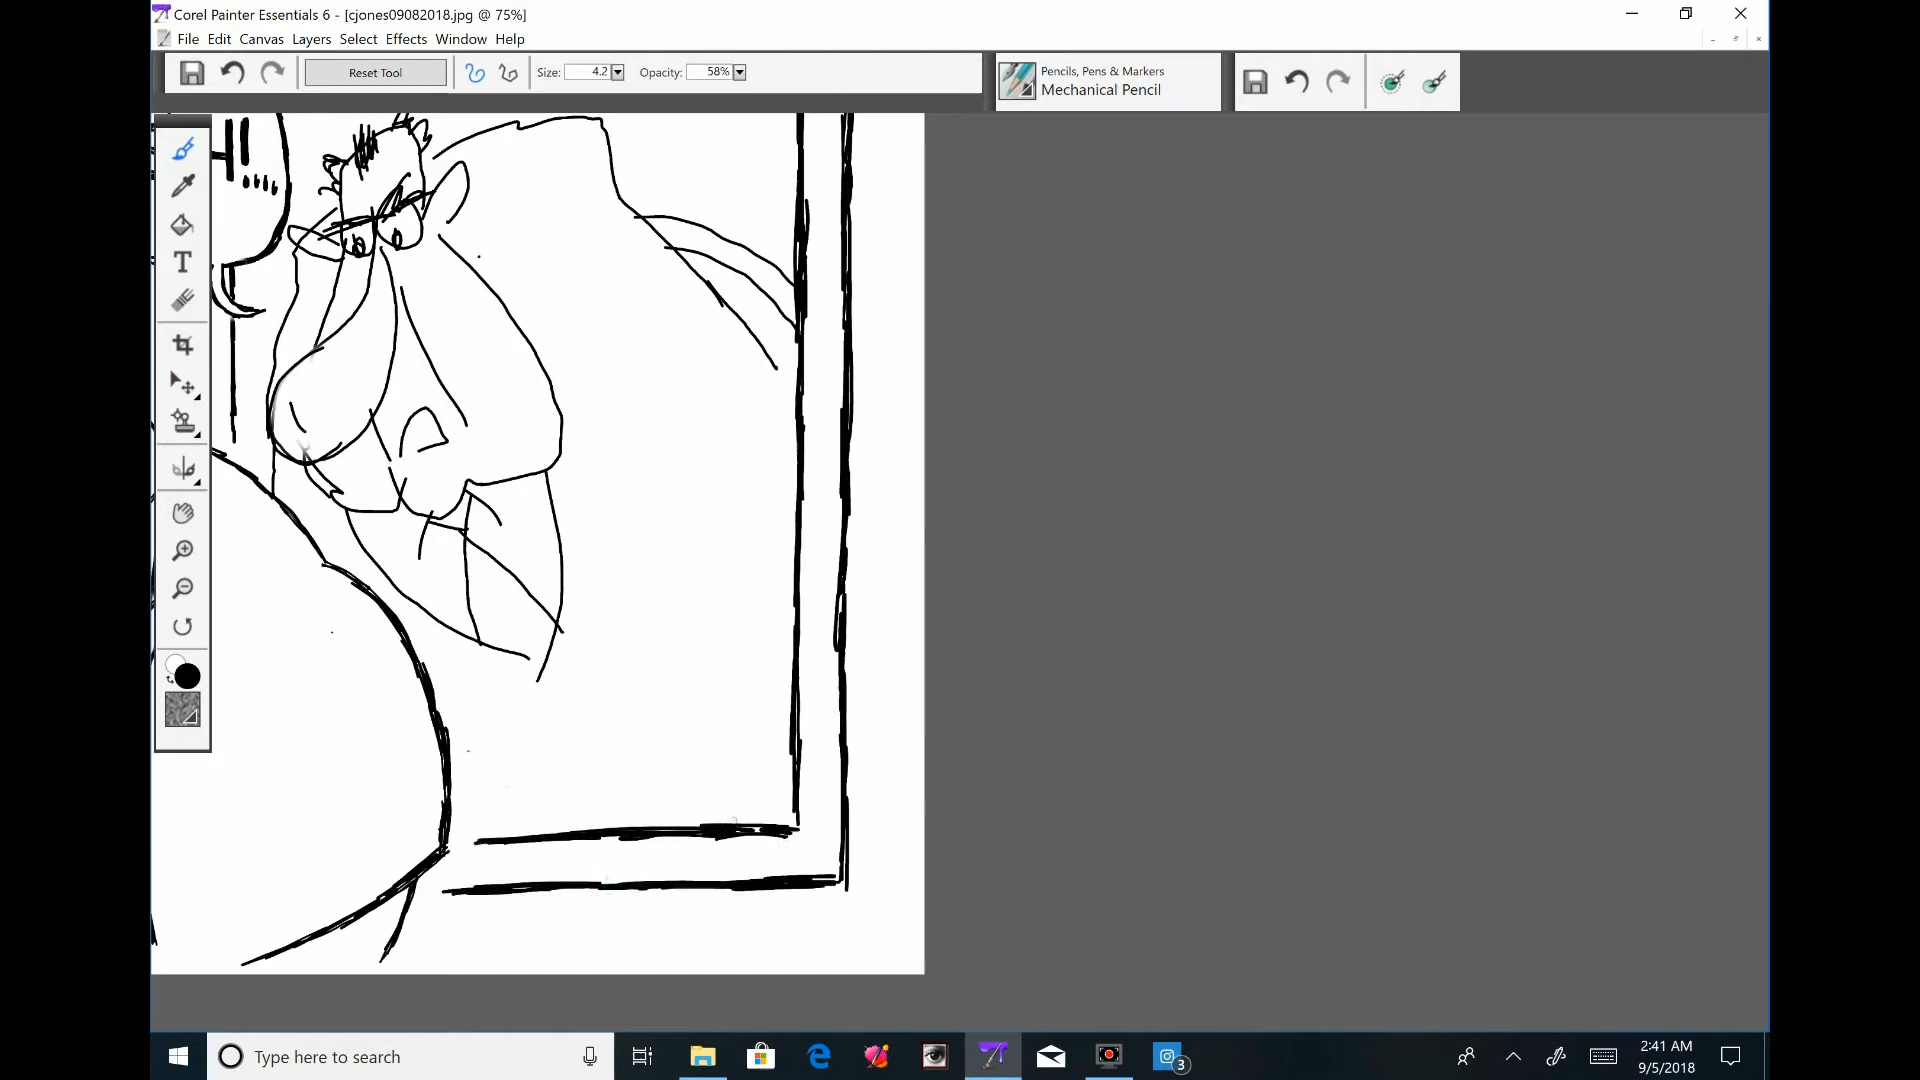 Corel Painter Essentials 6 - [cjones09082018.jpg @ 75%]
File Edit Canvas Layers Select Effects Window Help
Reset Tool Size: 4.2 Opacity: 58%
Pencils, Pens & Markers
Mechanical Pencil
T
Type here to search
3
2:41 AM
9/5/2018